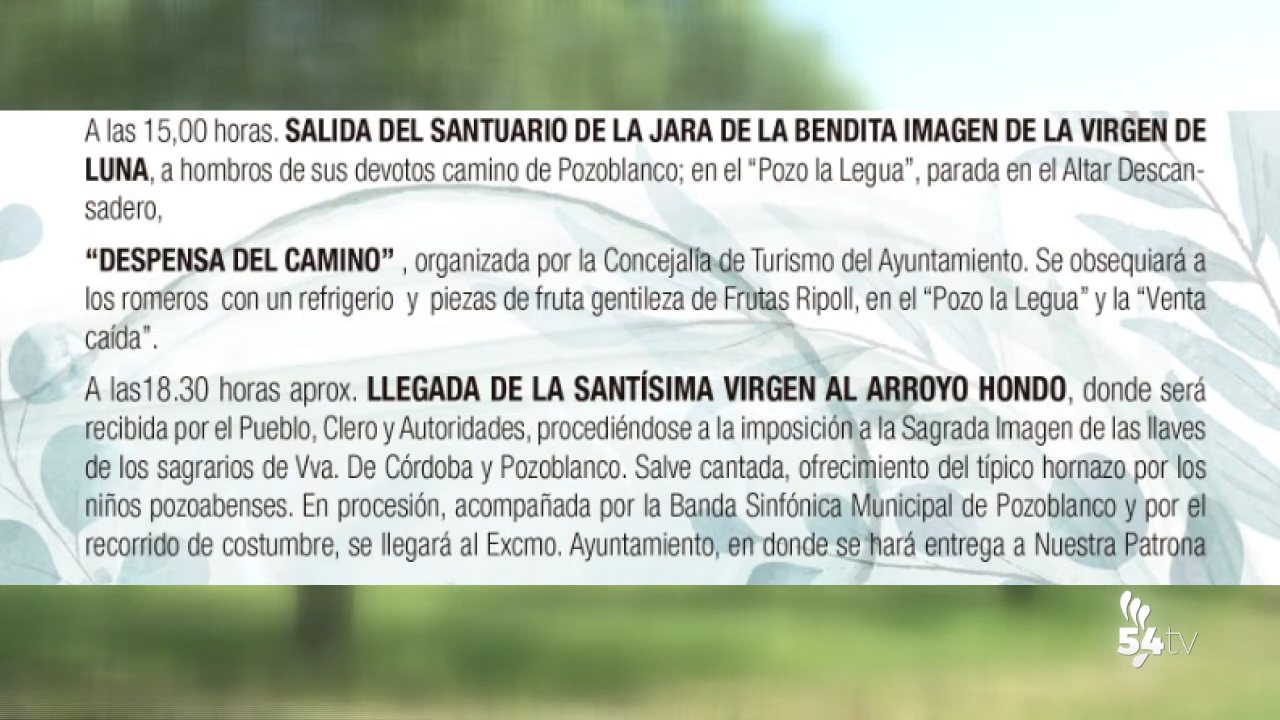 A las 15,00 horas. SALIDA DEL SANTUARIO DE LA JARA DE LA BENDITA IMAGEN DE LA VIRGEN DE
LUNA, a hombros de sus devotos camino de Pozoblanco; en el “Pozo la Legua”, parada en el Altar Descan-
sadero,
“DESPENSA DEL CAMINO” , organizada por la Concejalía de Turismo del Ayuntamiento. Se obsequiará a
los romeros con un refrigerio y piezas de fruta gentileza de Frutas Ripoll, en el “Pozo la Legua” y la “Venta
caída”.
A las18.30 horas aprox. LLEGADA DE LA SANTÍSIMA VIRGEN AL ARROYO HONDO, donde será
recibida por el Pueblo, Clero y Autoridades, procediéndose a la imposición a la Sagrada Imagen de las llaves
de los sagrarios de Vva. De Córdoba y Pozoblanco. Salve cantada, ofrecimiento del típico hornazo por los
niños pozoabenses. En procesión, acompañada por la Banda Sinfónica Municipal de Pozoblanco y por el
recorrido de costumbre, se llegará al Excmo. Ayuntamiento, en donde se hará entrega a Nuestra Patrona
54tv